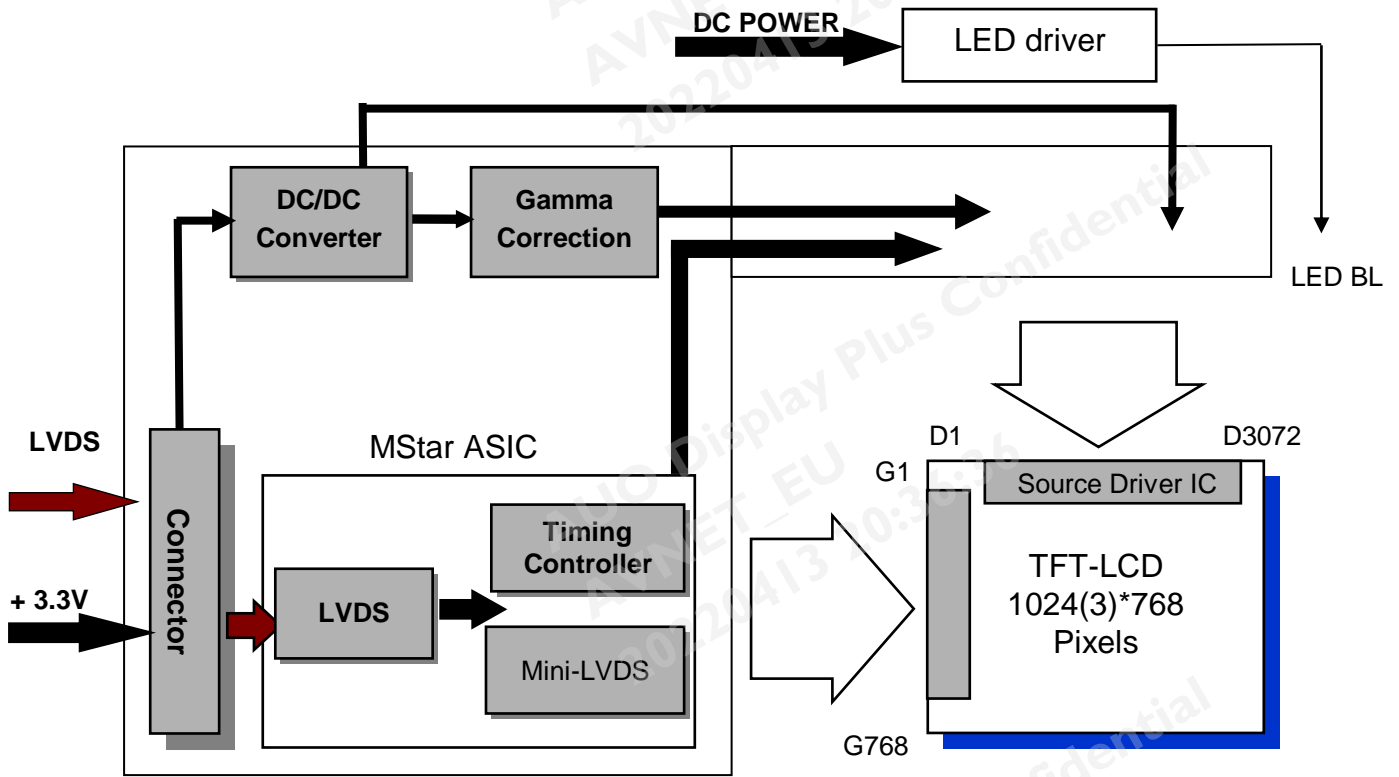 DC POWER
LED driver
DC/DC
Converter
Gamma
Correction
LED BL
LVDS
MStar ASIC
D1
D3072
G1
Source Driver IC
Connector
Timing
Controller
TFT-LCD
1024(3)*768
Pixels
+ 3.3V
LVDS
Mini-LVDS
G768
AUO Display Plus Confidential
AVNET_EU
20220413 20:36:36